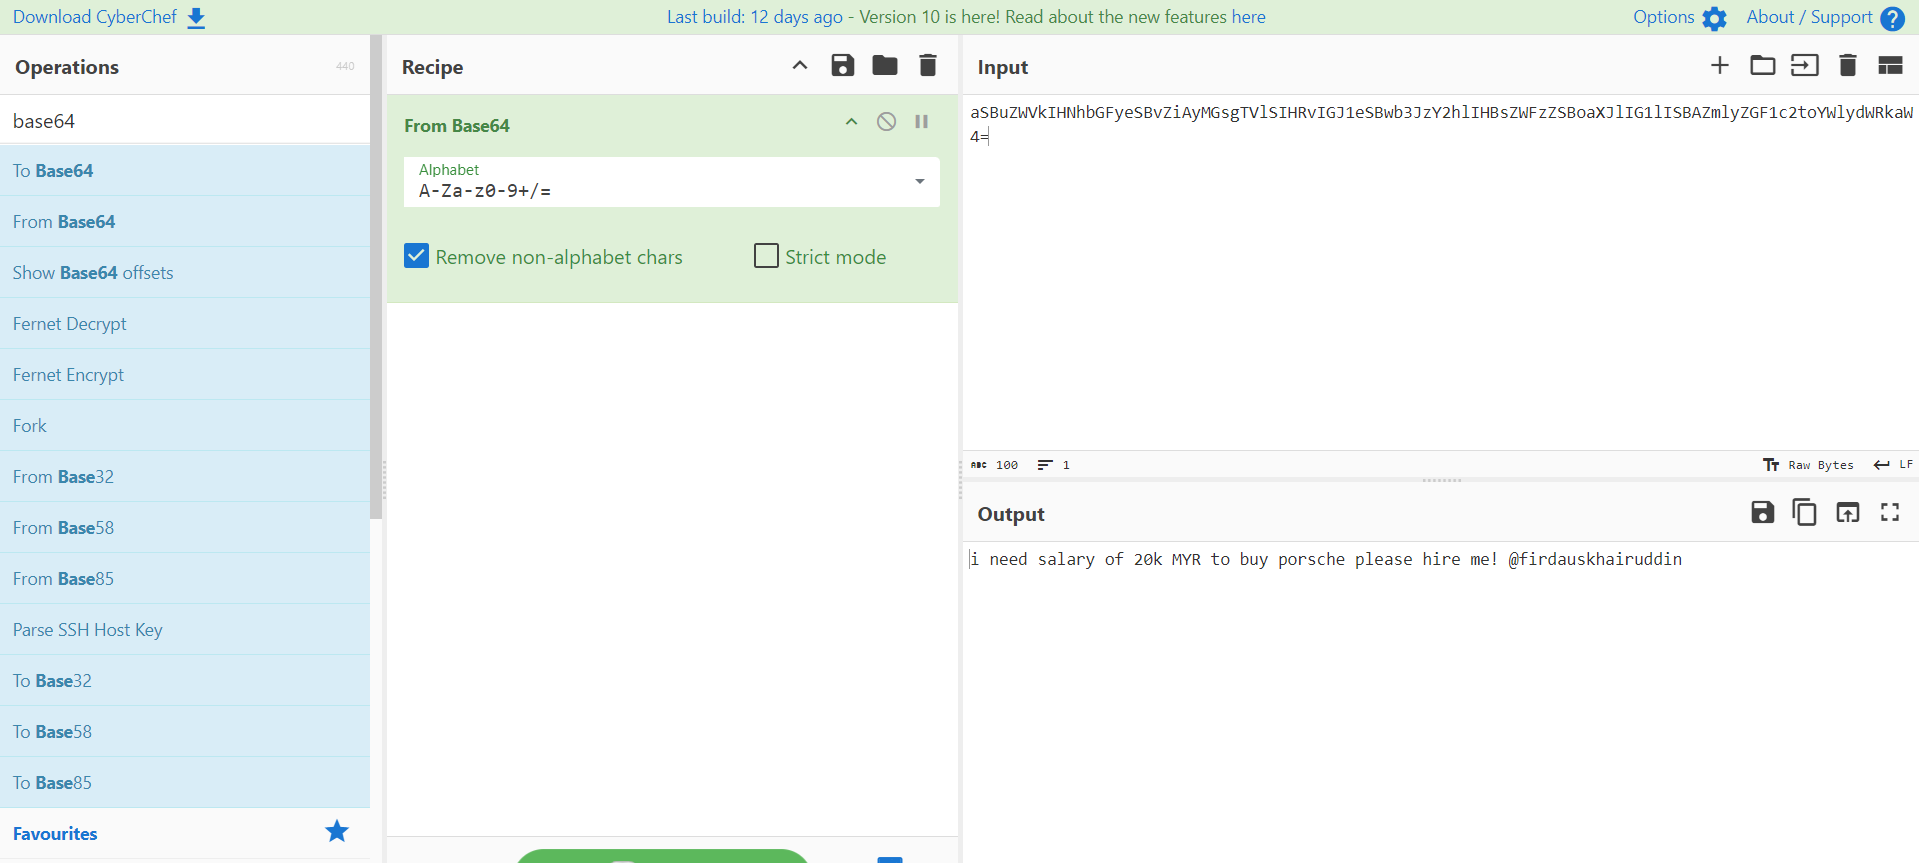 Download CyberChef
Last build: 12 days ago - Version 10 is here! Read about the new features here
Options
About / Support
Operations
440
base64
To Base64
From Base64
Show Base64 offsets
Fernet Decrypt
Fernet Encrypt
Fork
From Base32
From Base58
From Base85
Parse SSH Host Key
To Base32
To Base58
To Base85
Favourites
Recipe
From Base64
Alphabet
A-Za-z0-9+/=
Remove non-alphabet chars
Strict mode
Input
aSBuZWVkIHNhbGFyeSBvZiAyMGsgTVlSIHRvIGJ1eSBwb3JzY2hlIHBsZWFzZSBoaXJlIG1lISBAZmlyZGF1c2toYWlydWRkaW
4=
ABC 100
1
Raw Bytes
LF
Output
i need salary of 20k MYR to buy porsche please hire me! @firdauskhairuddin